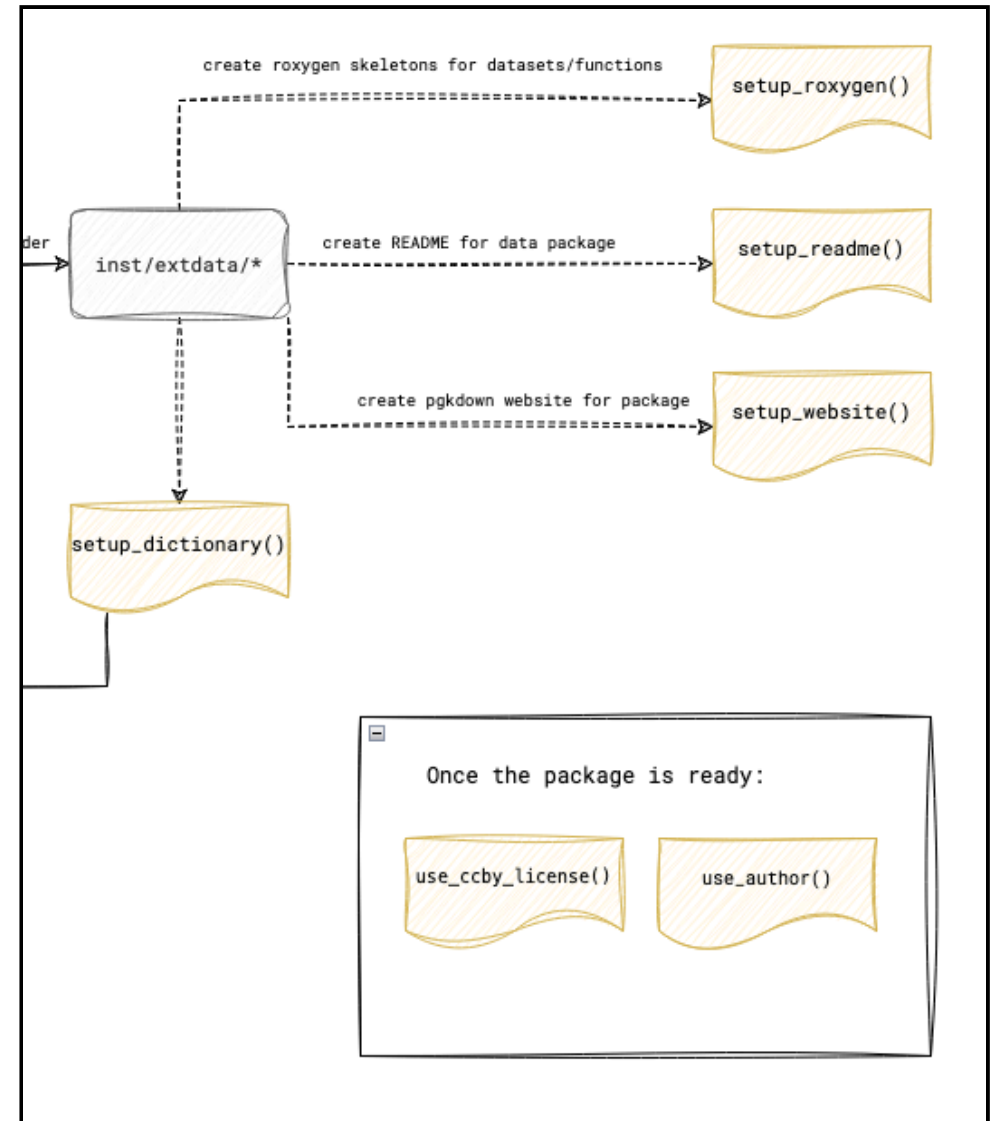 create roxygen skeletons for datasets/functions
setup_roxygen()
der
inst/extdata/*
create README for data package
setup_readme()
create pgkdown website for package
setup_website()
setup_dictionary()
Once the package is ready:
use_ccby_license()
use_author()